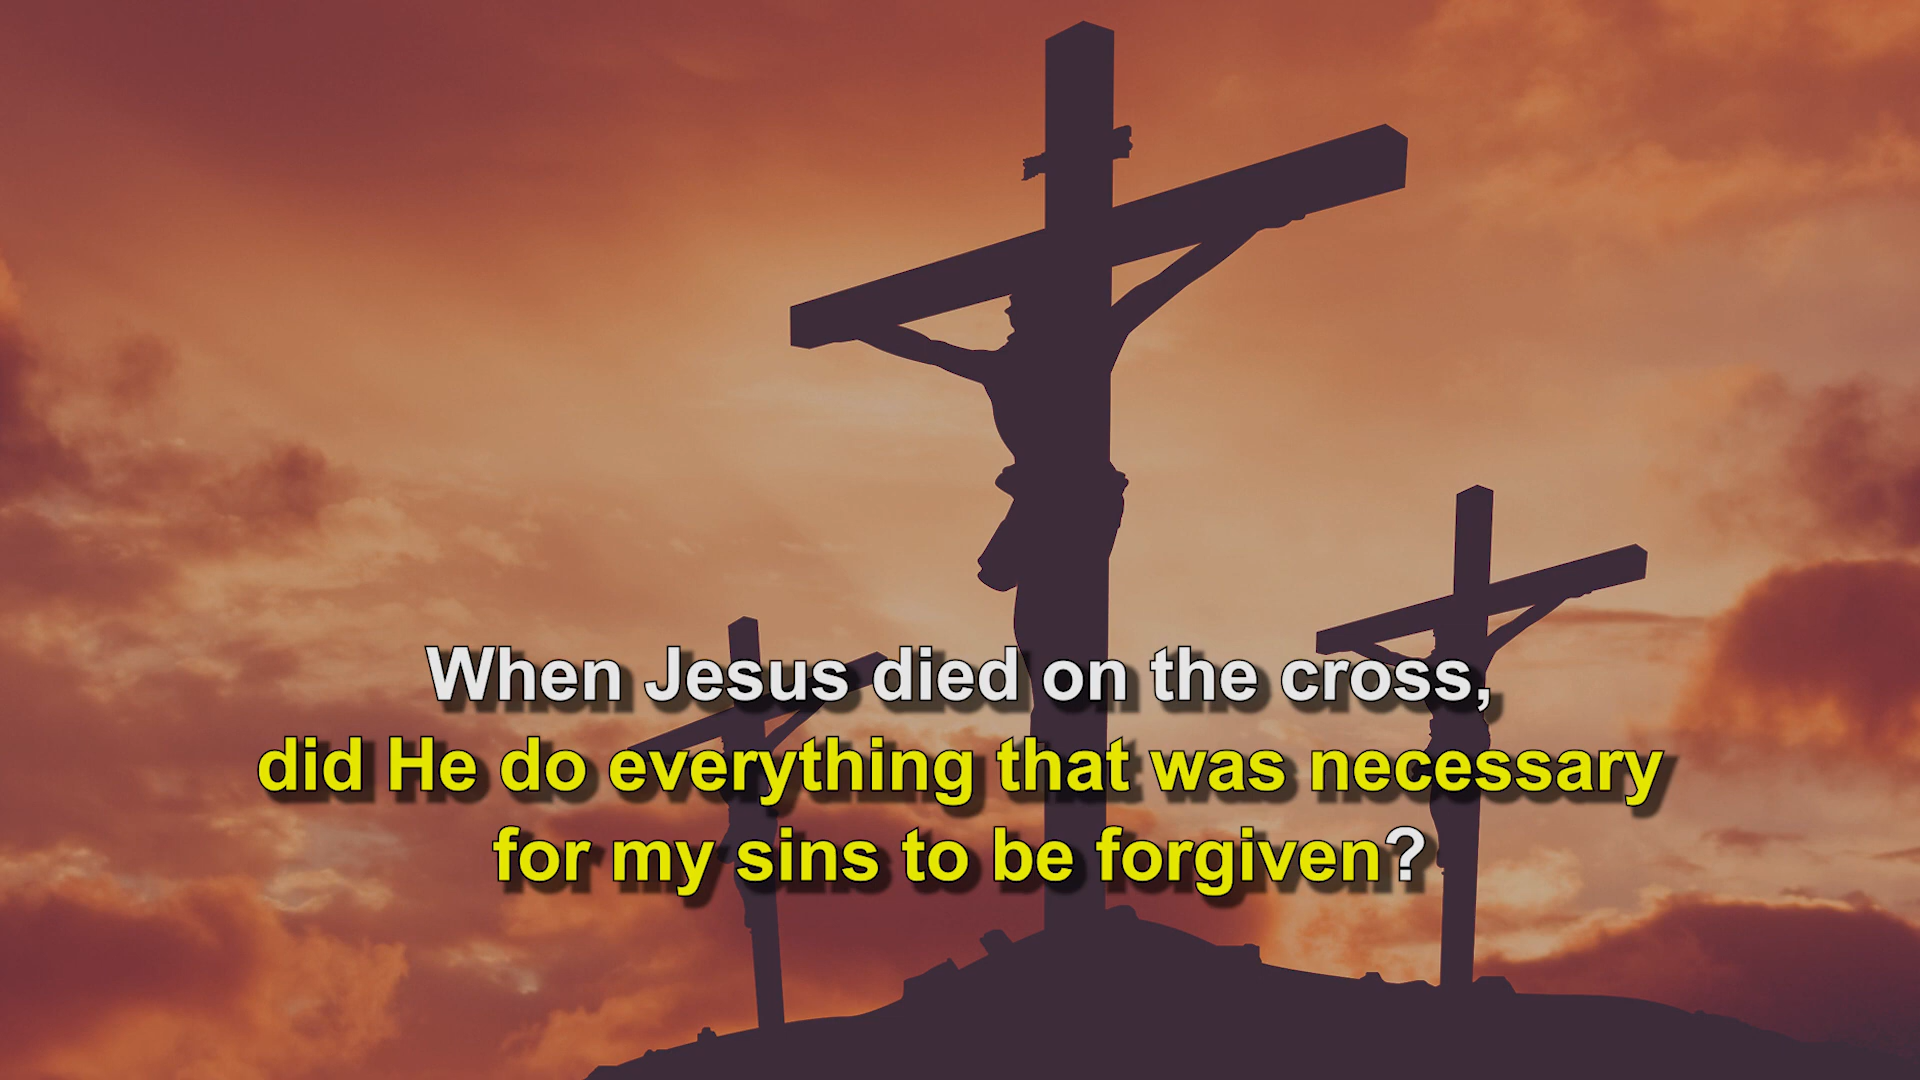 When Jesus died on the cross,
did He do everything that was necessary
for my sins to be forgiven?